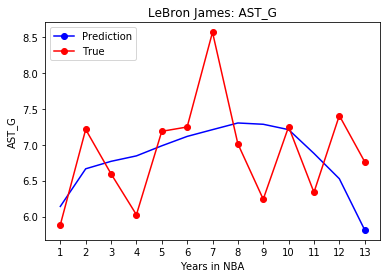 LeBron James: AST_G
Prediction
True
AST_G
8.5
8.0
7.5
7.0
6.5
6.0
1 2 3 4 5 6 7 8 9 10 11 12 13
Years in NBA